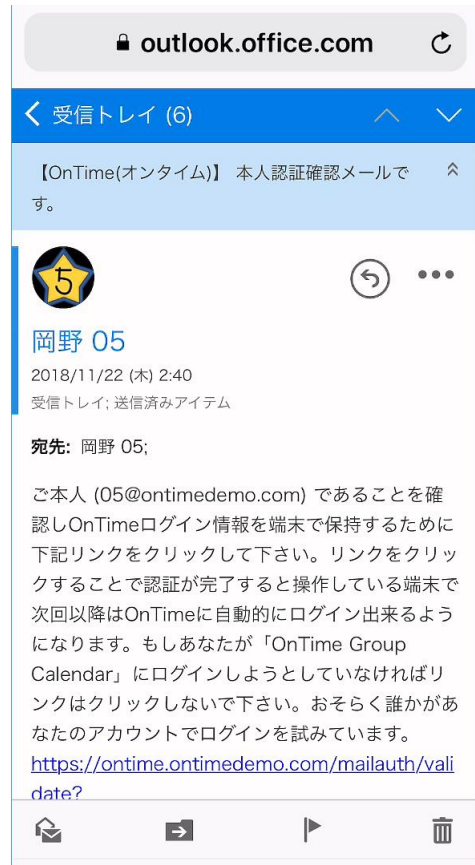 outlook.office.com
受信トレイ (6)
【OnTime(オンタイム)】 本人認証確認メールで
す。
5
岡野 05
2018/11/22 (木) 2:40
受信トレイ; 送信済みアイテム
宛先: 岡野 05;
ご本人 (05@ontimedemo.com) であることを確
認しOnTimeログイン情報を端末で保持するために
下記リンクをクリックして下さい。リンクをクリッ
クすることで認証が完了すると操作している端末で
次回以降はOnTimeに自動的にログイン出来るよう
になります。もしあなたが「OnTime Group
Calendar」にログインしようとしていなければリ
ンクはクリックしないで下さい。おそらく誰かがあ
なたのアカウントでログインを試みています。
https://ontime.ontimedemo.com/mailauth/vali
date?